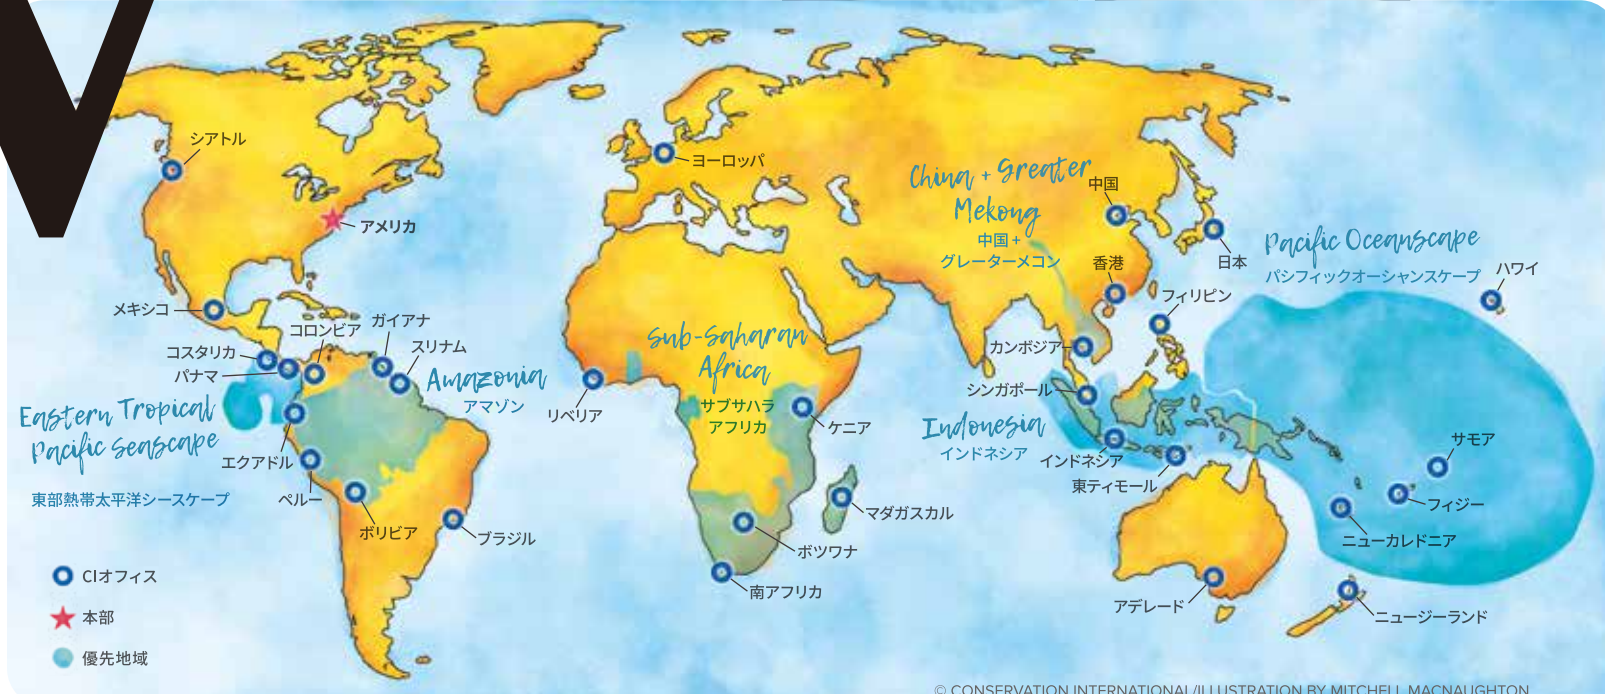 V
シアトル
アメリカ
メキシコ
コスタリカ
パナマ
コロンビア
ガイアナ
スリナム
Amazonia
アマゾン
Eastern Tropical
Pacific Seascape
東部熱帯太平洋シースケープ
エクアドル
ペルー
ボリビア
ブラジル
CIオフィス
本部
優先地域
ヨーロッパ
Sub-Saharan
Africa
サブサハラ
アフリカ
リベリア
ケニア
マダガスカル
ボツワナ
南アフリカ
China + Greater
Mekong
中国 +
グレーターメコン
中国
香港
日本
フィリピン
カンボジア
シンガポール
Indonesia
インドネシア
インドネシア
東ティモール
アデレード
Pacific Oceanscape
パシフィックオーシャンスケープ
ハワイ
サモア
フィジー
ニューカレドニア
ニュージーランド
© CONSERVATION INTERNATIONAL/ILLUSTRATION BY MITCHELL MACNAUGHTON